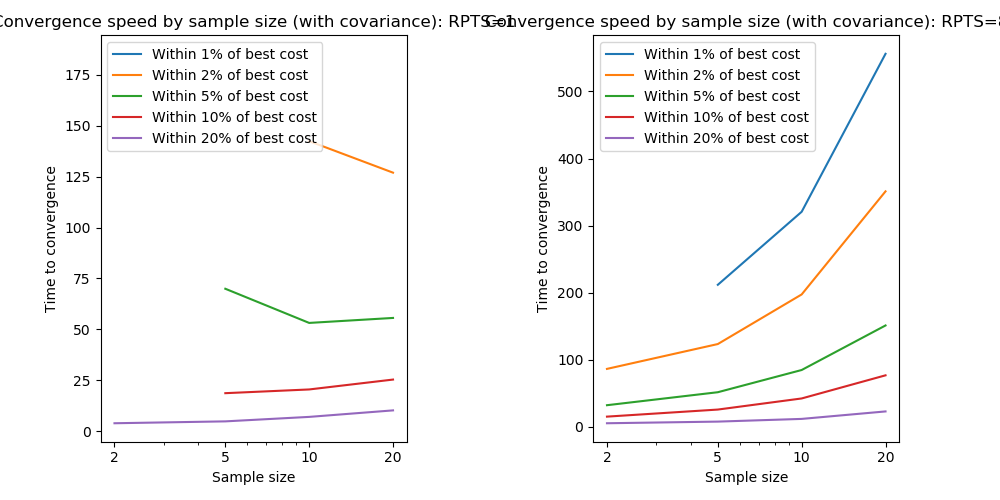 Convergence speed by sample size (with covariance): RPTS=1
Within 1% of best cost
Within 2% of best cost
Within 5% of best cost
Within 10% of best cost
Within 20% of best cost
175
150
125
100
75
50
25
0
Time to convergence
2
5
10
20
Sample size
Convergence speed by sample size (with covariance): RPTS=8
Within 1% of best cost
Within 2% of best cost
Within 5% of best cost
Within 10% of best cost
Within 20% of best cost
500
400
300
200
100
0
Time to convergence
2
5
10
20
Sample size